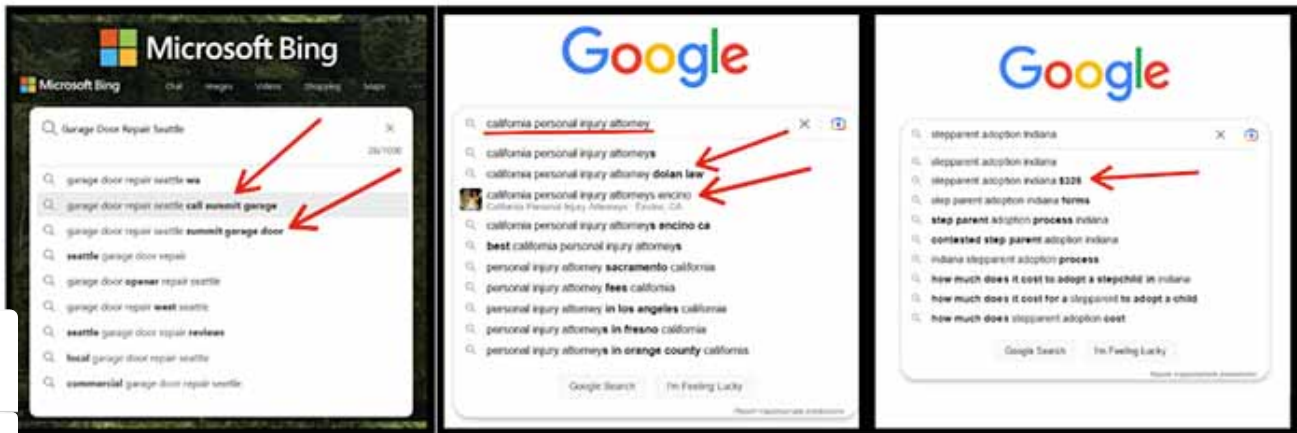 Microsoft Bing
Microsoft Bing
Chat Images Videos Shopping Maps
Garage Door Repair Seattle
garage door repair seattle wa
garage door repair seattle call summit garage
garage door repair seattle summit garage door
seattle garage door repair
garage door opener repair seattle
garage door repair west seattle
seattle garage door repair reviews
local garage door repair seattle
commercial garage door repair seattle
Google
california personal injury attorney
california personal injury attorneys
california personal injury attorney dolan law
california personal injury attorneys encino
California Personal Injury Attorneys · Encino, CA
california personal injury attorneys encino ca
best california personal injury attorneys
personal injury attorney sacramento california
personal injury attorney fees california
personal injury attorney in los angeles california
personal injury attorneys in fresno california
personal injury attorneys in orange county california
Google Search I'm Feeling Lucky
Report inappropriate predictions
Google
stepparent adoption indiana
stepparent adoption indiana
stepparent adoption indiana $326
step parent adoption indiana forms
step parent adoption process indiana
contested step parent adoption indiana
indiana stepparent adoption process
how much does it cost to adopt a stepchild in indiana
how much does it cost for a stepparent to adopt a child
how much does stepparent adoption cost
Google Search I'm Feeling Lucky
Report inappropriate predictions